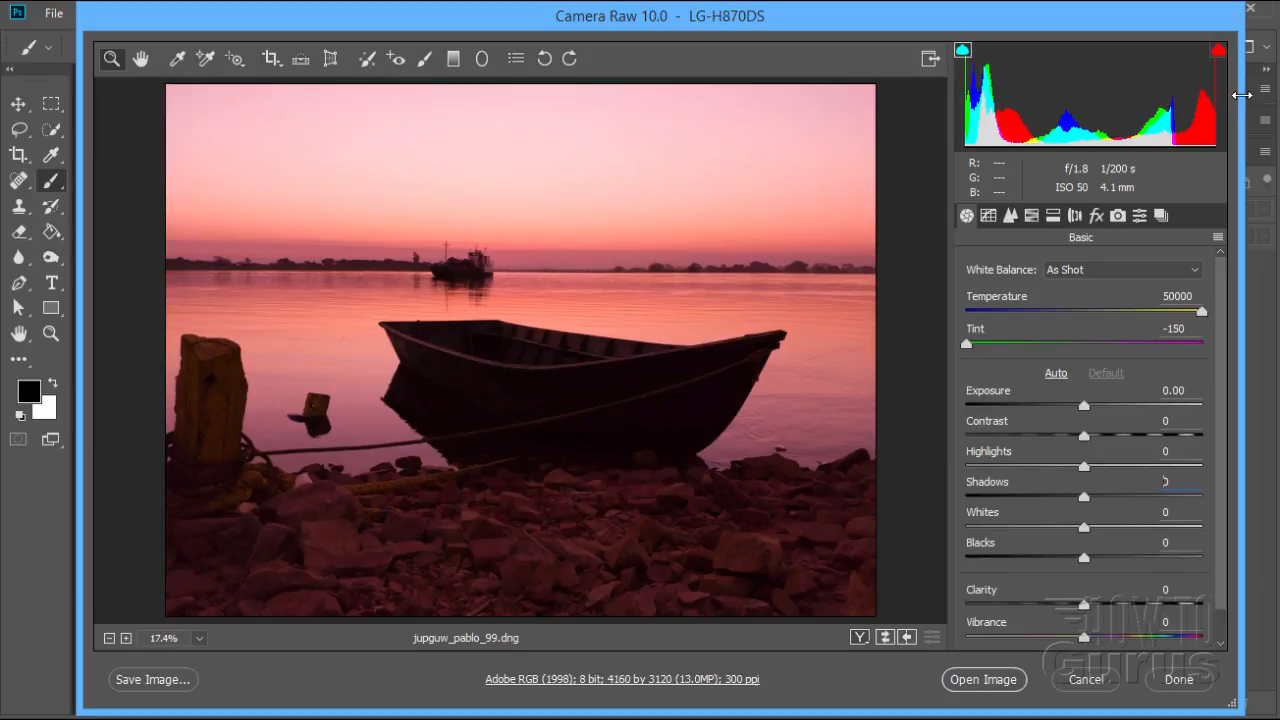 Camera Raw 10.0 - LG-H870DS
Ps File
R: ---
G: ---
B: ---
f/1.8 1/200 s
ISO 50 4.1 mm
Basic
White Balance: As Shot
Temperature 50000
Tint -150
Auto Default
Exposure 0.00
Contrast 0
Highlights 0
Shadows 0
Whites 0
Blacks 0
Clarity 0
Vibrance 0
17.4%
jupguw_pablo_99.dng
Y
Save Image...
Adobe RGB (1998); 8 bit; 4160 by 3120 (13.0MP); 300 ppi
Open Image
Cancel
Done
HOWTO
Gurus